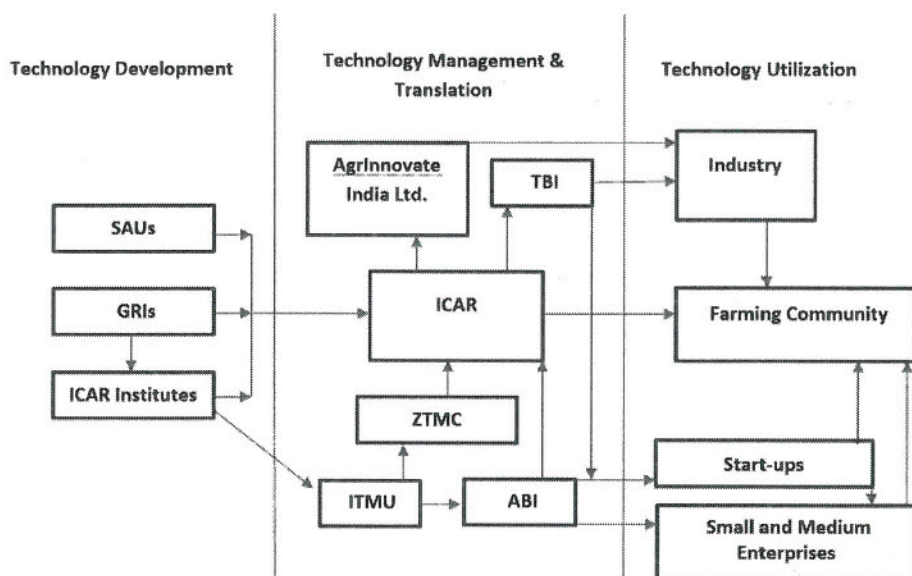 Technology Development
Technology Management &
Translation
Technology Utilization
AgrInnovate
India Ltd.
TBI
Industry
SAUs
GRIs
ICAR
Farming Community
ICAR Institutes
ZTMC
Start-ups
ITMU
ABI
Small and Medium
Enterprises